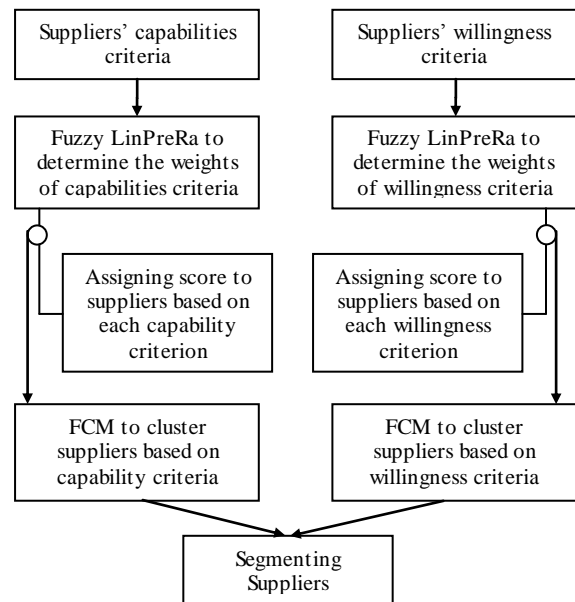 Suppliers' capabilities
criteria
Suppliers' willingness
criteria
Fuzzy LinPreRa to
determine the weights
of capabilities criteria
Fuzzy LinPreRa to
determine the weights
of willingness criteria
Assigning score to
suppliers based on
each capability
criterion
Assigning score to
suppliers based on
each willingness
criterion
FCM to cluster
suppliers based on
capability criteria
FCM to cluster
suppliers based on
willingness criteria
Segmenting
Suppliers